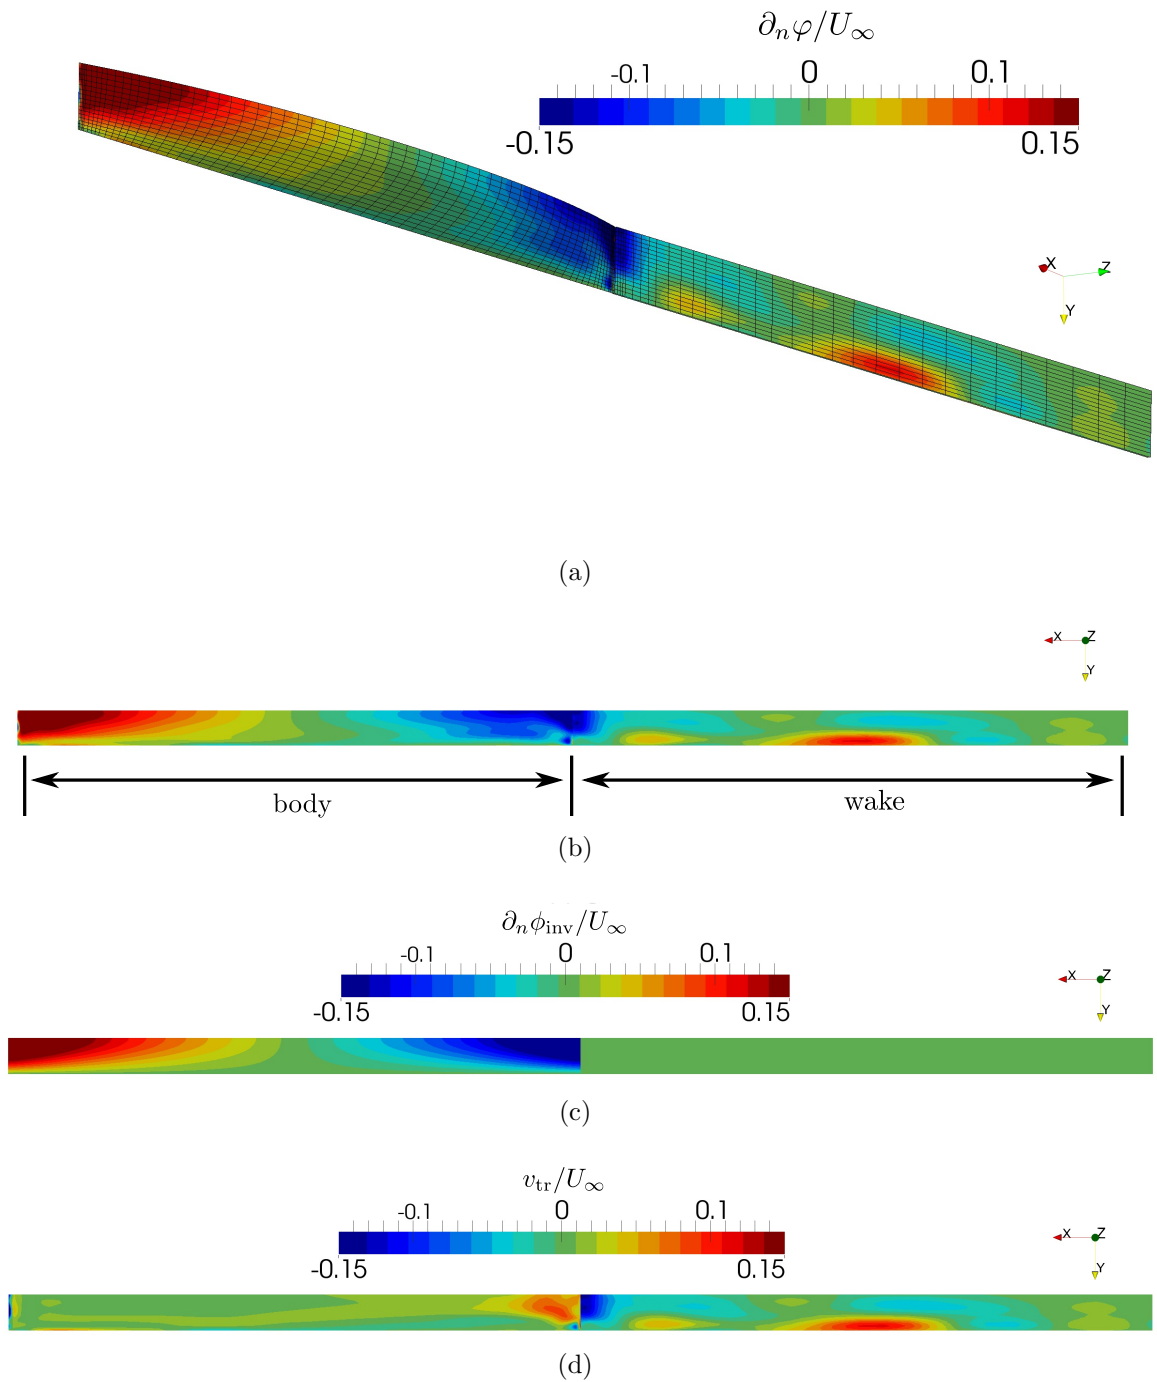 ∂ₙφ/U∞
-0.1 0 0.1
-0.15 0.15
X Z
Y
(a)
X Z
Y
body wake
(b)
∂ₙϕinv/U∞
-0.1 0 0.1
-0.15 0.15
X Z
Y
(c)
vtr/U∞
-0.1 0 0.1
-0.15 0.15
X Z
Y
(d)